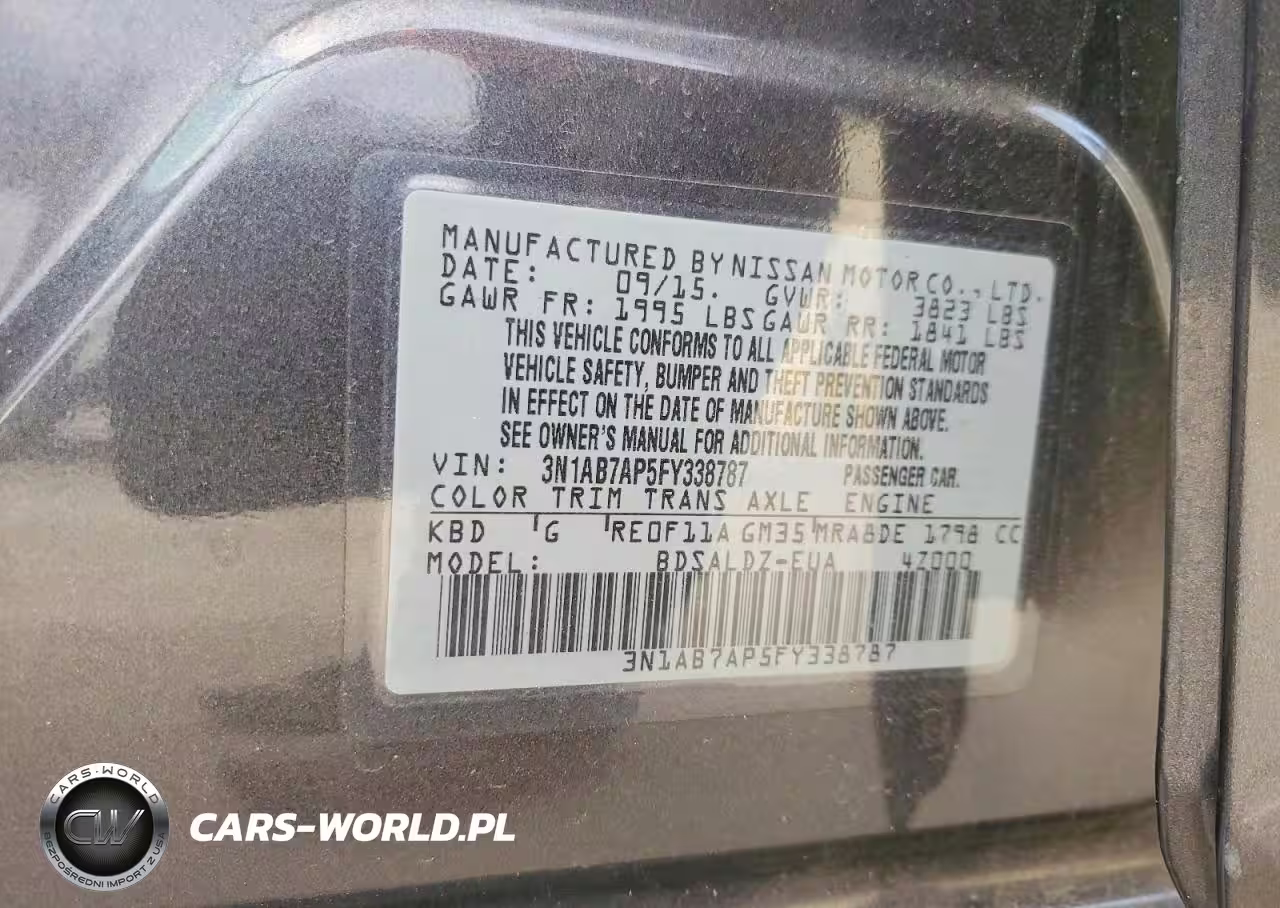 MANUFACTURED BY NISSAN MOTOR CO., LTD.
DATE: 09/15. GVWR: 3823 LBS
GAWR FR: 1995 LBS GAWR RR: 1841 LBS
THIS VEHICLE CONFORMS TO ALL APPLICABLE FEDERAL MOTOR
VEHICLE SAFETY, BUMPER AND THEFT PREVENTION STANDARDS
IN EFFECT ON THE DATE OF MANUFACTURE SHOWN ABOVE.
SEE OWNER'S MANUAL FOR ADDITIONAL INFORMATION.
VIN: 3N1AB7AP5FY338787 PASSENGER CAR.
COLOR TRIM TRANS AXLE ENGINE
KBD G RE0F11A GM35 MRA8DE 1798 CC
MODEL: BDSALDZ-EUA 4Z000
3N1AB7AP5FY338787
CARS-WORLD
CW
BEZPOŚREDNI IMPORT Z USA
CARS-WORLD.PL